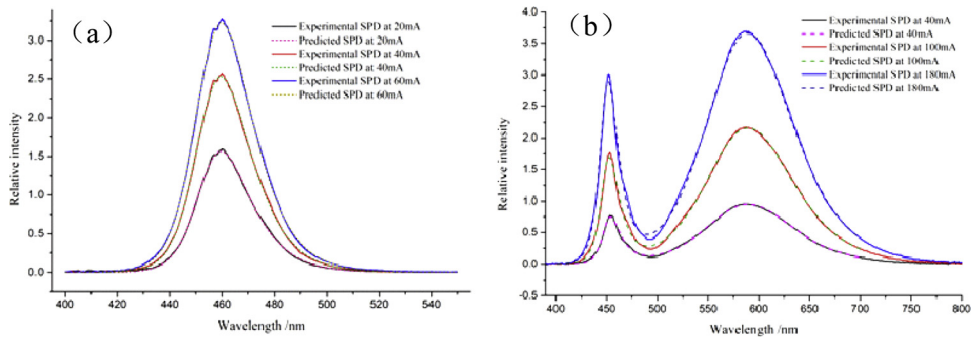 (a)
Experimental SPD at 20mA
Predicted SPD at 20mA
Experimental SPD at 40mA
Predicted SPD at 40mA
Experimental SPD at 60mA
Predicted SPD at 60mA
Relative intensity
3.0
2.5
2.0
1.5
1.0
0.5
0.0
400 420 440 460 480 500 520 540
Wavelength /nm
(b)
Experimental SPD at 40mA
Predicted SPD at 40mA
Experimental SPD at 100mA
Predicted SPD at 100mA
Experimental SPD at 180mA
Predicted SPD at 180mA
Relative intensity
4.0
3.5
3.0
2.5
2.0
1.5
1.0
0.5
0.0
-0.5
400 450 500 550 600 650 700 750 800
Wavelength /nm